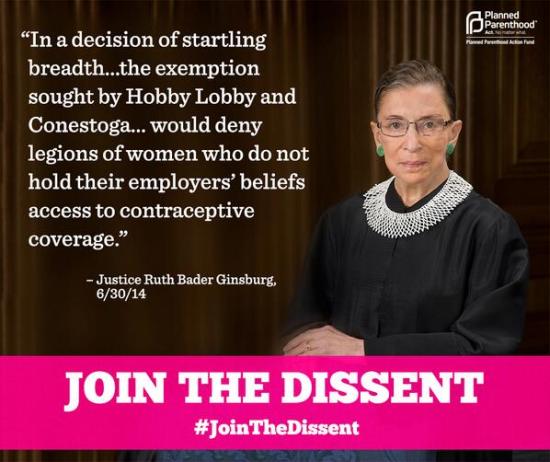 “In a decision of startling
breadth...the exemption
sought by Hobby Lobby and
Conestoga... would deny
legions of women who do not
hold their employers’ beliefs
access to contraceptive
coverage.”
– Justice Ruth Bader Ginsburg,
6/30/14
Planned
Parenthood™
Act. No matter what.
Planned Parenthood Action Fund
JOIN THE DISSENT
#JoinTheDissent